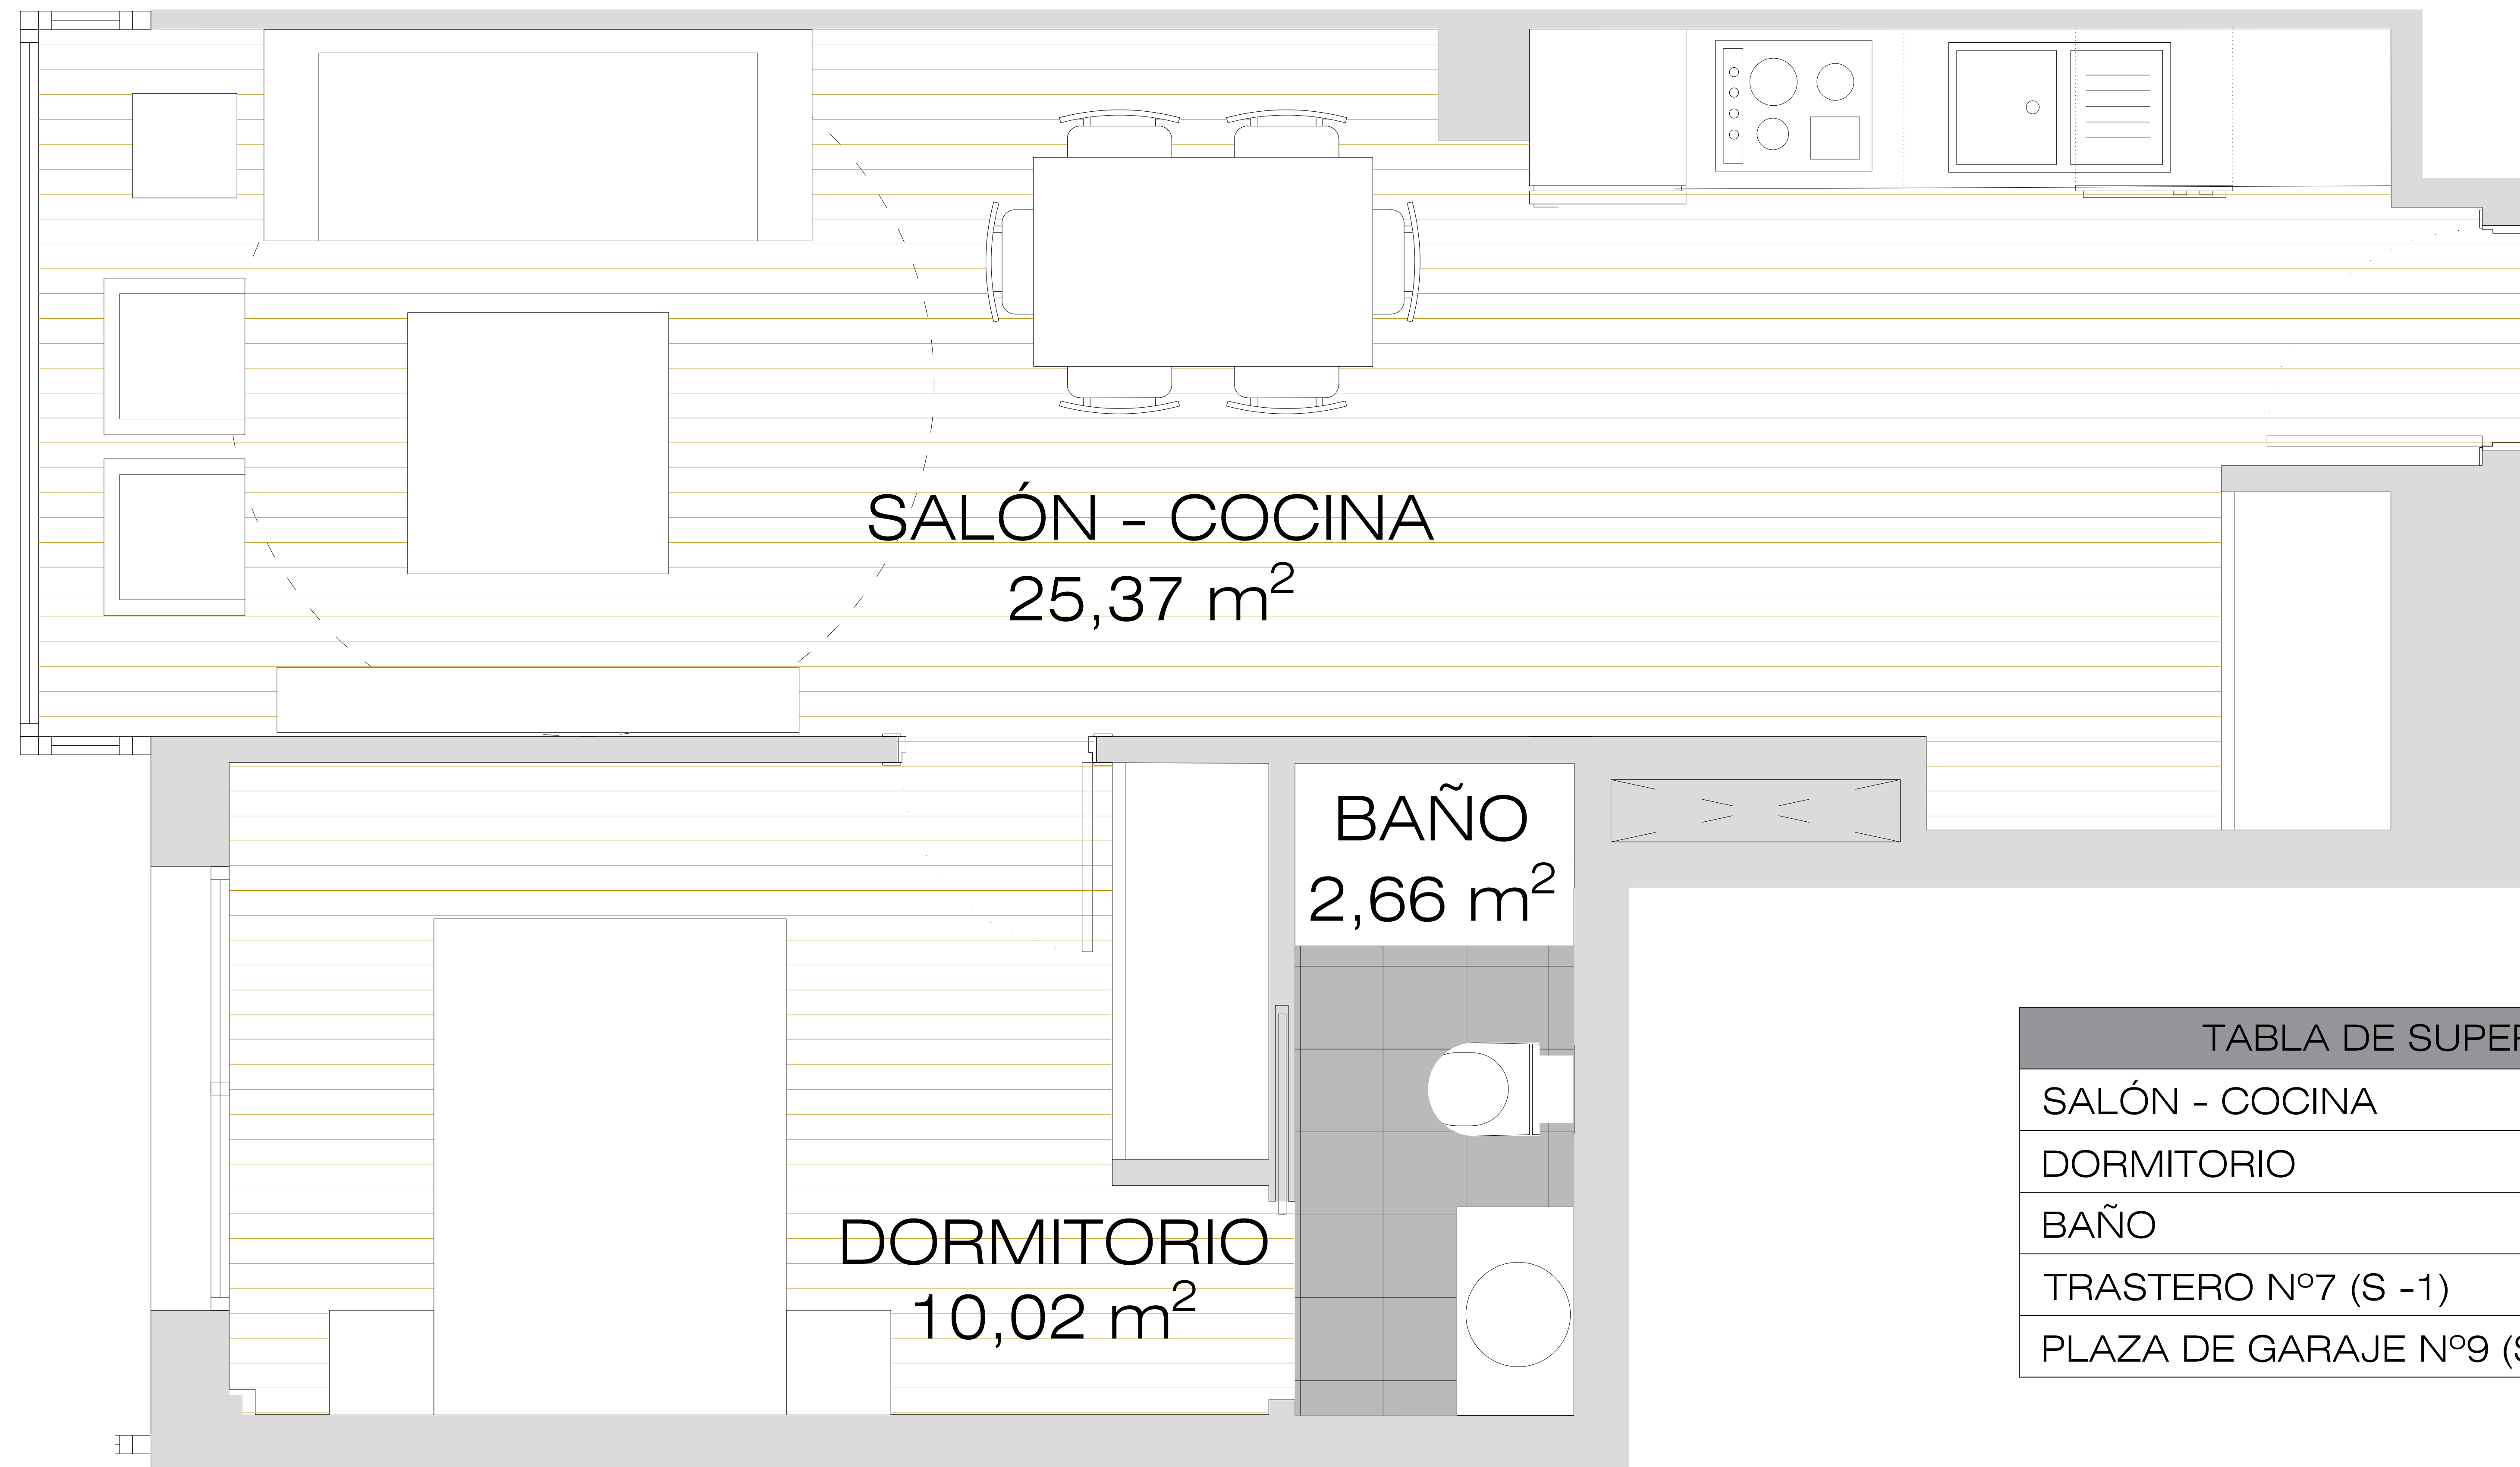 SALÓN - COCINA
25,37 m²
BAÑO
2,66 m²
DORMITORIO
10,02 m²
TABLA DE
SALÓN - COCINA
DORMITORIO
BAÑO
TRASTERO Nº7 (S -1)
PLAZA DE GARAJE Nº9